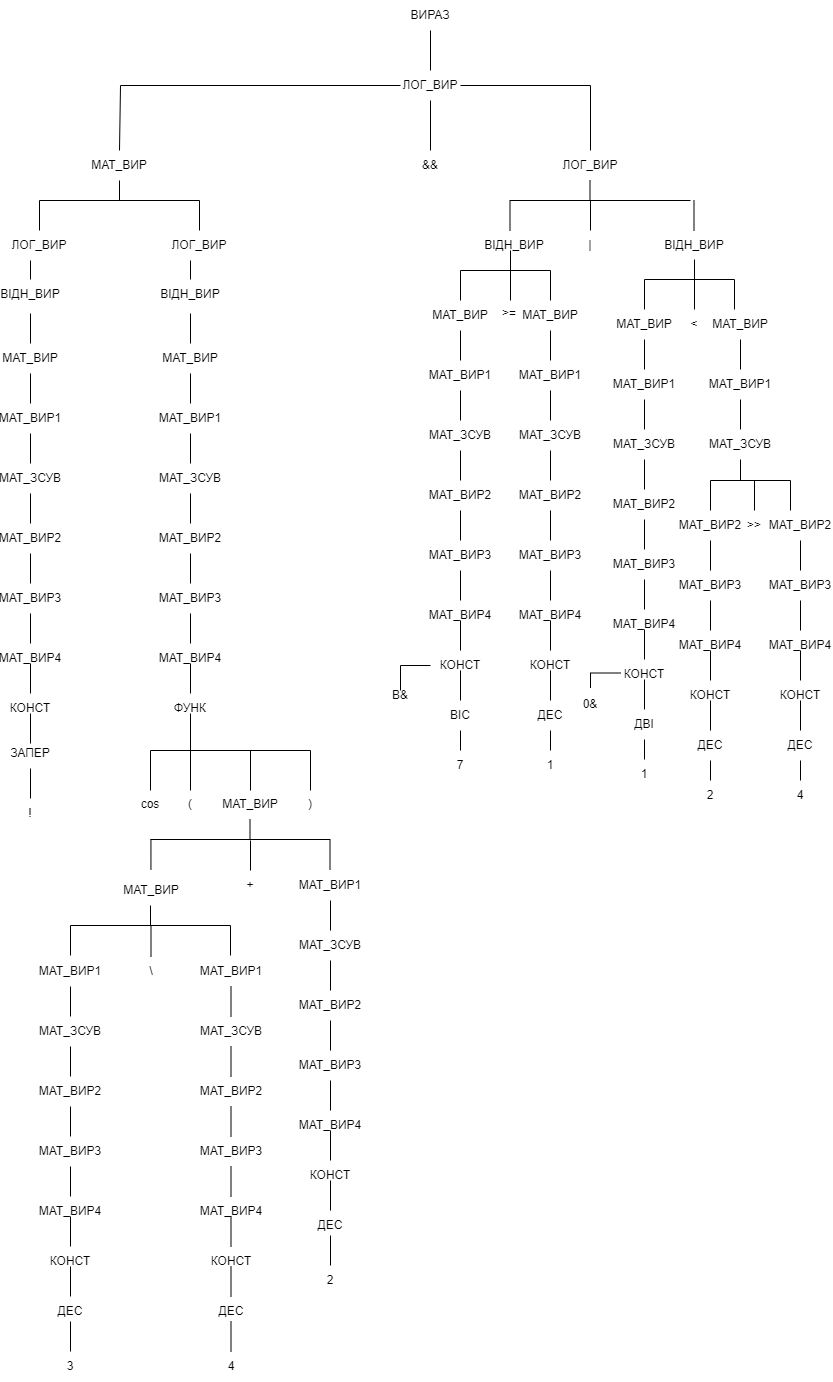 ВИРАЗ
ЛОГ_ВИР
МАТ_ВИР && ЛОГ_ВИР
ЛОГ_ВИР ЛОГ_ВИР ВІДН_ВИР | ВІДН_ВИР
ВІДН_ВИР ВІДН_ВИР
МАТ_ВИР >= МАТ_ВИР МАТ_ВИР < МАТ_ВИР
МАТ_ВИР МАТ_ВИР МАТ_ВИР1 МАТ_ВИР1 МАТ_ВИР1 МАТ_ВИР1
МАТ_ВИР1 МАТ_ВИР1 МАТ_ЗСУВ МАТ_ЗСУВ МАТ_ЗСУВ МАТ_ЗСУВ
МАТ_ЗСУВ МАТ_ЗСУВ МАТ_ВИР2 МАТ_ВИР2 МАТ_ВИР2
МАТ_ВИР2 >> МАТ_ВИР2
МАТ_ВИР2 МАТ_ВИР2 МАТ_ВИР3 МАТ_ВИР3 МАТ_ВИР3
МАТ_ВИР3 МАТ_ВИР3
МАТ_ВИР3 МАТ_ВИР3 МАТ_ВИР4 МАТ_ВИР4 МАТ_ВИР4
МАТ_ВИР4 МАТ_ВИР4
МАТ_ВИР4 МАТ_ВИР4 КОНСТ КОНСТ КОНСТ
В& 0& КОНСТ КОНСТ
КОНСТ ФУНК ВІС ДЕС ДВІ
ЗАПЕР ДЕС ДЕС
7 1 1
2 4
! cos ( МАТ_ВИР )
МАТ_ВИР + МАТ_ВИР1
МАТ_ЗСУВ
МАТ_ВИР1 \ МАТ_ВИР1
МАТ_ВИР2
МАТ_ЗСУВ МАТ_ЗСУВ
МАТ_ВИР3
МАТ_ВИР2 МАТ_ВИР2
МАТ_ВИР4
МАТ_ВИР3 МАТ_ВИР3
КОНСТ
МАТ_ВИР4 МАТ_ВИР4
ДЕС
КОНСТ КОНСТ
2
ДЕС ДЕС
3 4